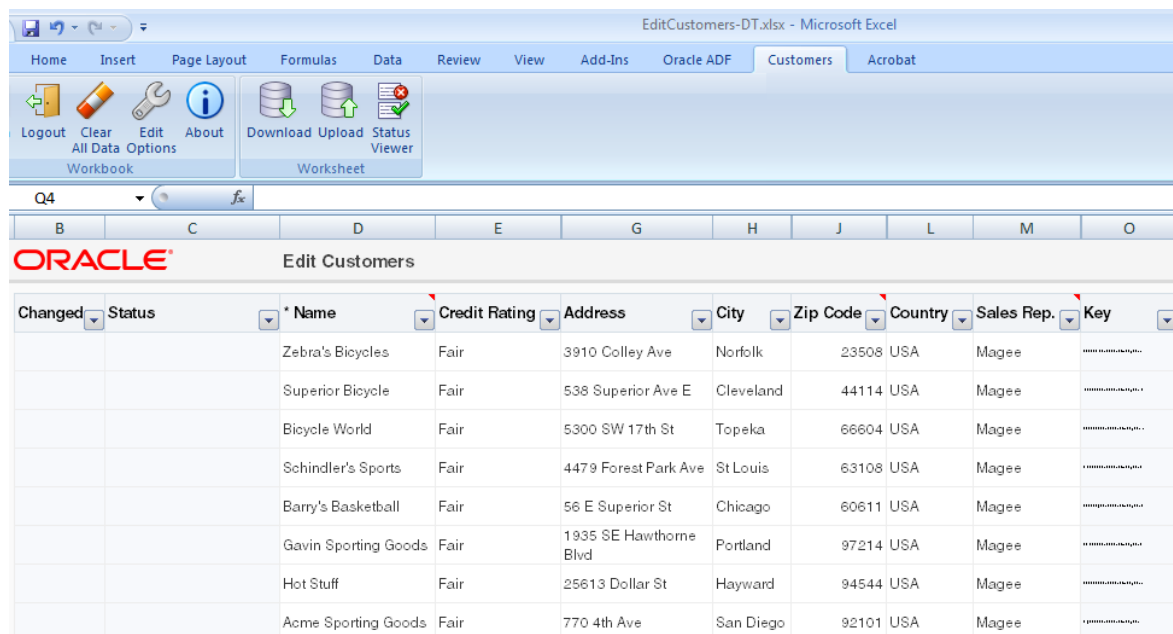 EditCustomers-DT.xlsx - Microsoft Excel
Home Insert Page Layout Formulas Data Review View Add-Ins Oracle ADF Customers Acrobat
Logout Clear All Data Edit Options About Download Upload Status Viewer
Workbook Worksheet
Q4 fx
B C D E G H J L M O
ORACLE® Edit Customers
Changed Status * Name Credit Rating Address City Zip Code Country Sales Rep. Key
Zebra's Bicycles Fair 3910 Colley Ave Norfolk 23508 USA Magee
Superior Bicycle Fair 538 Superior Ave E Cleveland 44114 USA Magee
Bicycle World Fair 5300 SW 17th St Topeka 66604 USA Magee
Schindler's Sports Fair 4479 Forest Park Ave St Louis 63108 USA Magee
Barry's Basketball Fair 56 E Superior St Chicago 60611 USA Magee
Gavin Sporting Goods Fair 1935 SE Hawthorne Blvd Portland 97214 USA Magee
Hot Stuff Fair 25613 Dollar St Hayward 94544 USA Magee
Acme Sporting Goods Fair 770 4th Ave San Diego 92101 USA Magee